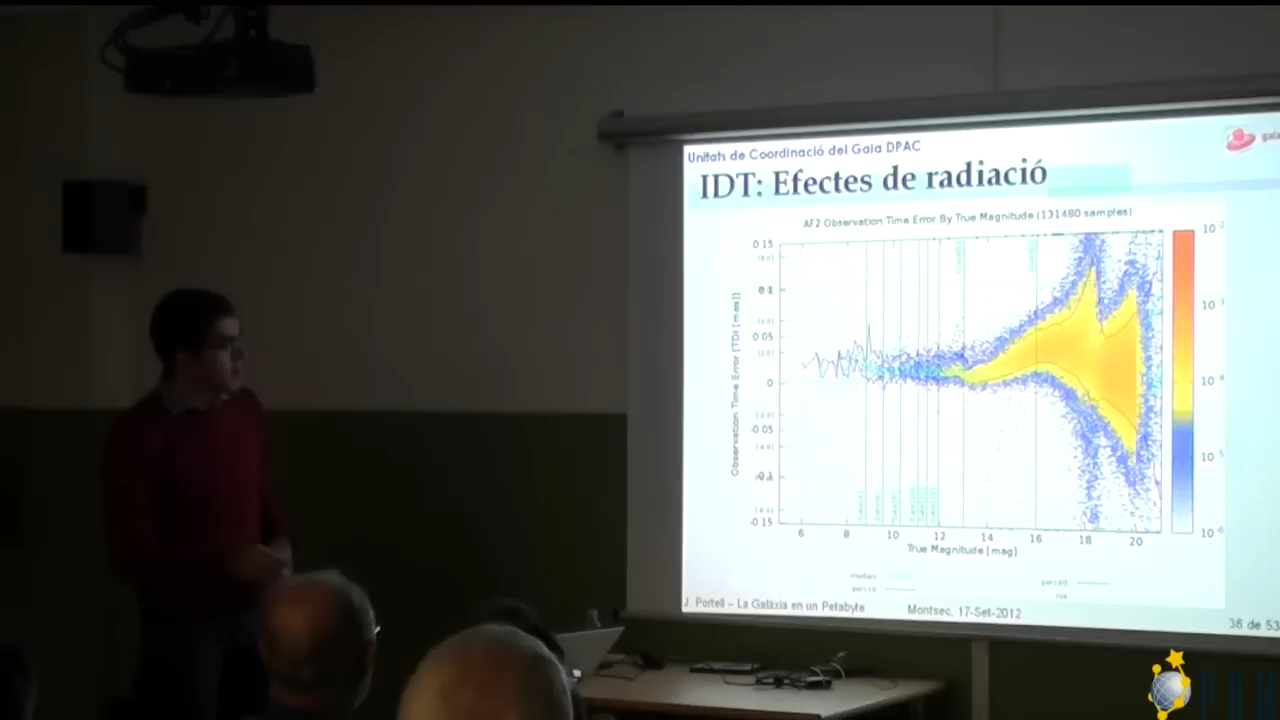 Unitats de Coordinació del Gaia DPAC
gaia
IDT: Efectes de radiació
AF2 Observation Time Error By True Magnitude (131480 samples)
0.15
0.1
0.05
0
-0.05
-0.1
-0.15
Observation Time Error [TDI [mas]]
6 8 10 12 14 16 18 20
True Magnitude [mag]
10⁻²
10⁻³
10⁻⁴
10⁻⁵
10⁻⁶
median
J. Portell – La Galàxia en un Petabyte
Montsec, 17-Set-2012
36 de 53